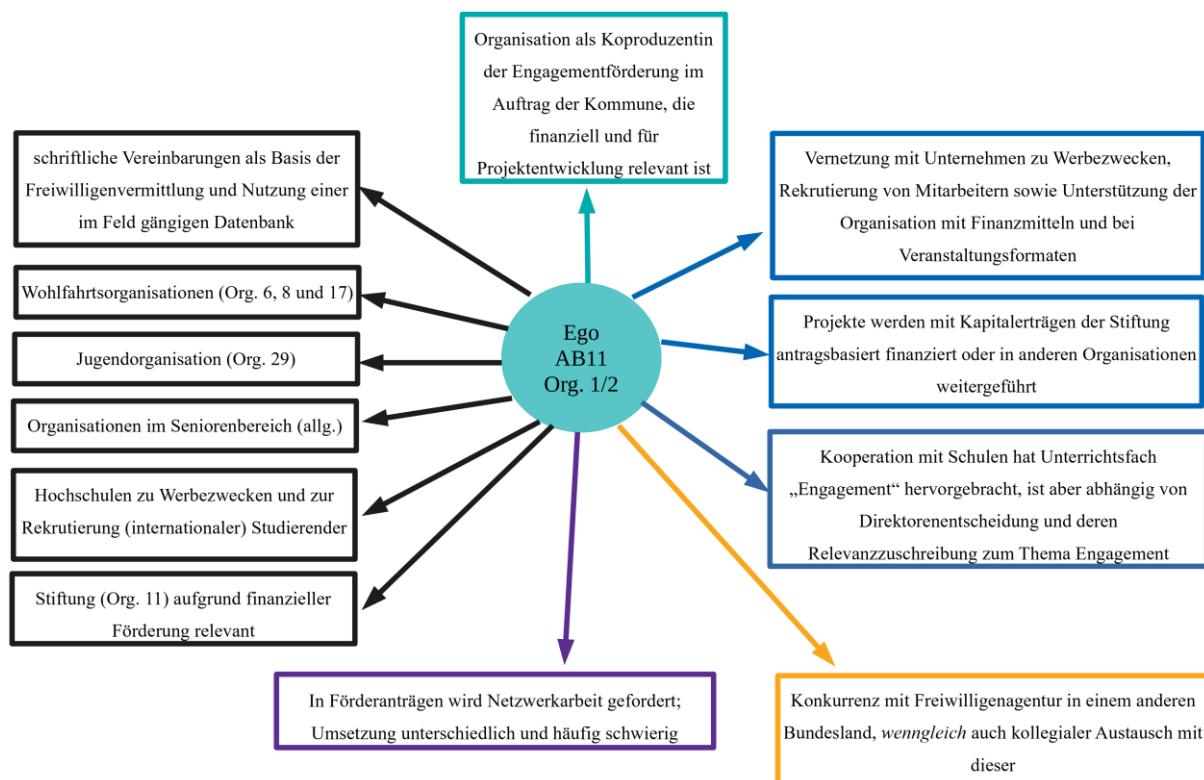 Organisation als Koproduzentin
der Engagementförderung im
Auftrag der Kommune, die
finanziell und für
Projektentwicklung relevant ist
schriftliche Vereinbarungen als Basis der
Freiwilligenvermittlung und Nutzung einer
im Feld gängigen Datenbank
Wohlfahrtsorganisationen (Org. 6, 8 und 17)
Jugendorganisation (Org. 29)
Organisationen im Seniorenbereich (allg.)
Hochschulen zu Werbezwecken und zur
Rekrutierung (internationaler) Studierender
Stiftung (Org. 11) aufgrund finanzieller
Förderung relevant
Ego
AB11
Org. 1/2
Vernetzung mit Unternehmen zu Werbezwecken,
Rekrutierung von Mitarbeitern sowie Unterstützung der
Organisation mit Finanzmitteln und bei
Veranstaltungsformaten
Projekte werden mit Kapitalerträgen der Stiftung
antragsbasiert finanziert oder in anderen Organisationen
weitergeführt
Kooperation mit Schulen hat Unterrichtsfach
„Engagement“ hervorgebracht, ist aber abhängig von
Direktorenentscheidung und deren
Relevanzzuschreibung zum Thema Engagement
In Förderanträgen wird Netzwerkarbeit gefordert;
Umsetzung unterschiedlich und häufig schwierig
Konkurrenz mit Freiwilligenagentur in einem anderen
Bundesland, wenngleich auch kollegialer Austausch mit
dieser